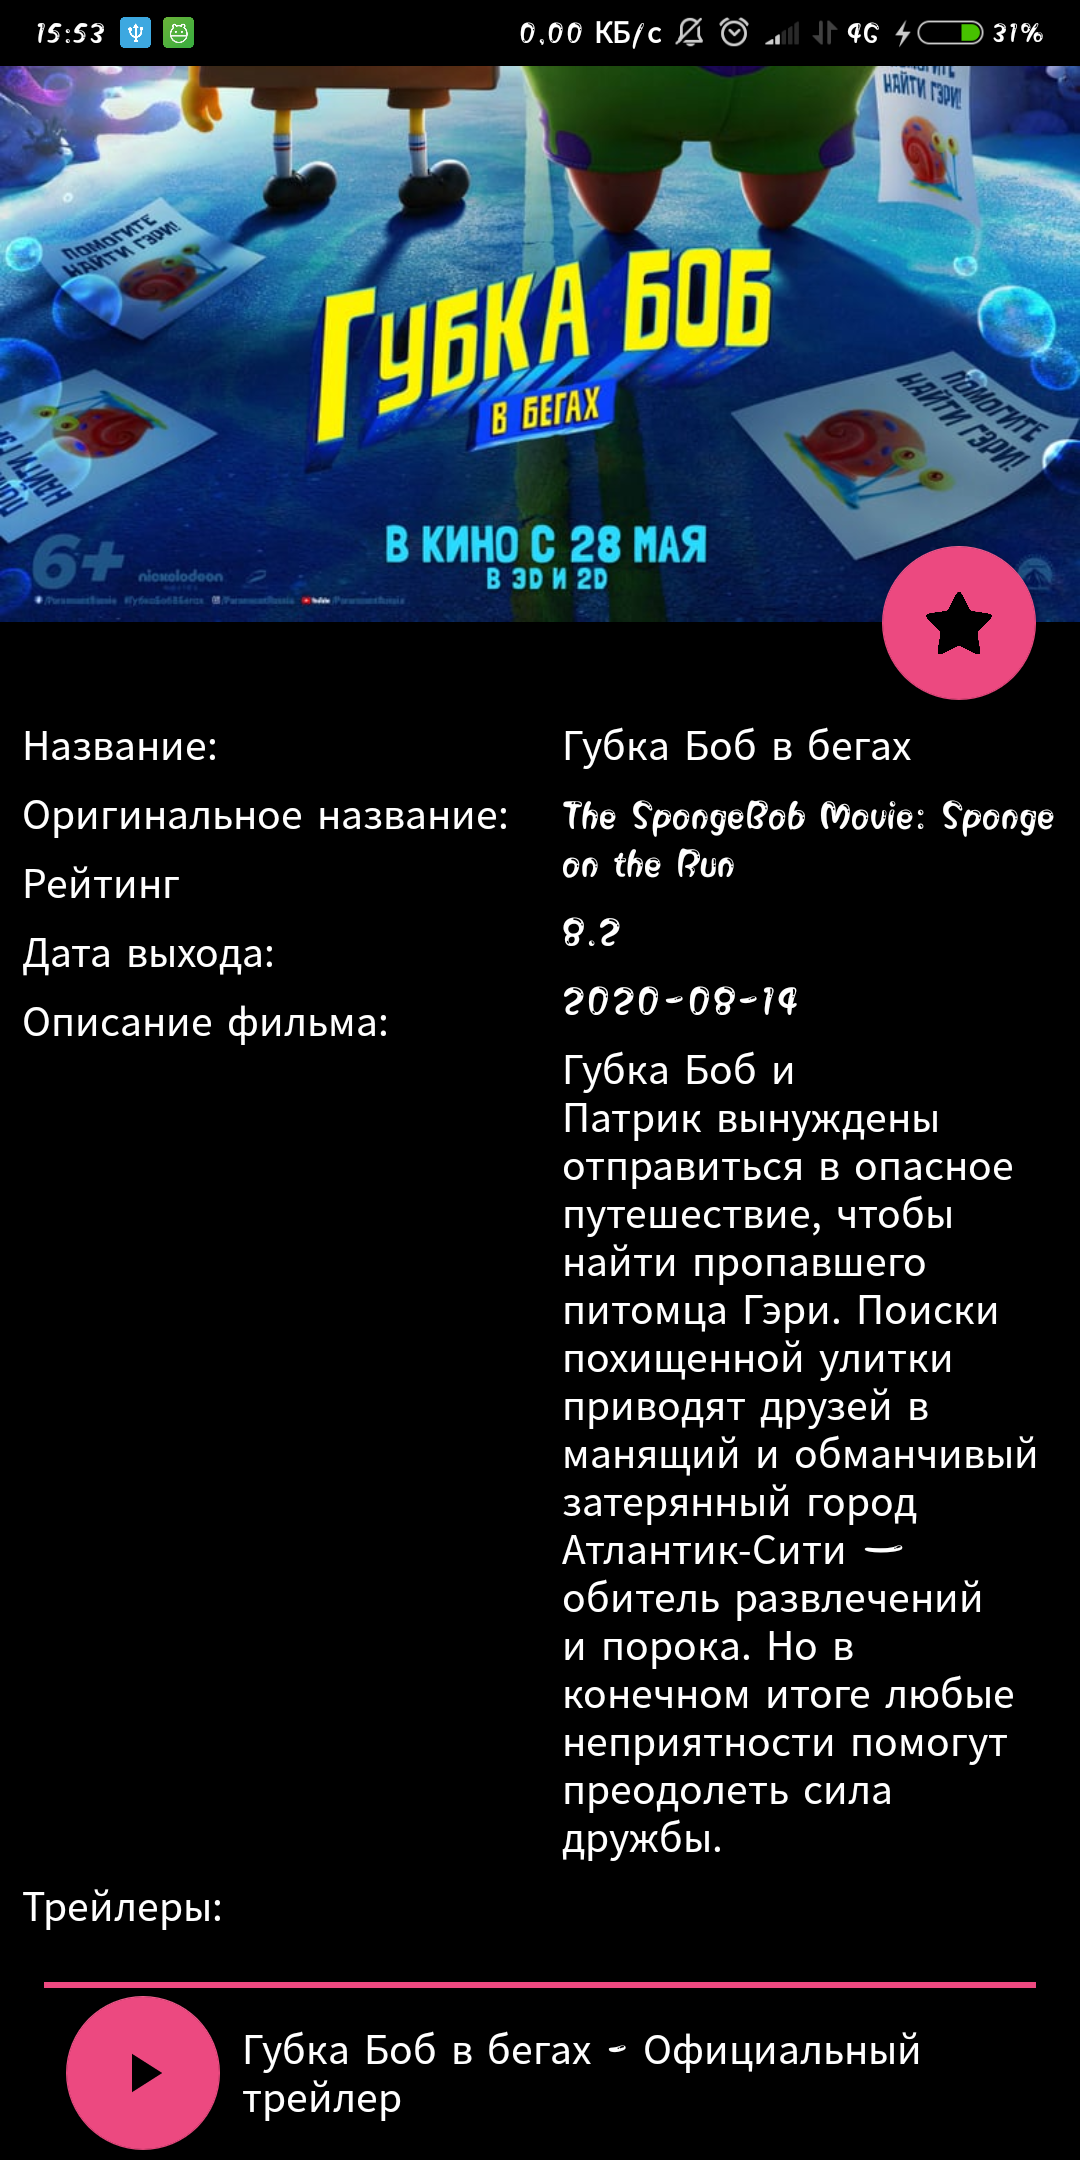 15:53 0,00 КБ/с 4G 31%
НАЙТИ ГЭРИ!
ПОМОГИТЕ
НАЙТИ ГЭРИ!
ГУБКА БОБ
В БЕГАХ
ПОМОГИТЕ
НАЙТИ ГЭРИ!
В КИНО С 28 МАЯ
В 3D И 2D
6+ nickelodeon
Название: Губка Боб в бегах
Оригинальное название: The SpongeBob Movie: Sponge
on the Run
Рейтинг 8.2
Дата выхода: 2020-08-14
Описание фильма: Губка Боб и
Патрик вынуждены
отправиться в опасное
путешествие, чтобы
найти пропавшего
питомца Гэри. Поиски
похищенной улитки
приводят друзей в
манящий и обманчивый
затерянный город
Атлантик-Сити —
обитель развлечений
и порока. Но в
конечном итоге любые
неприятности помогут
преодолеть сила
дружбы.
Трейлеры:
Губка Боб в бегах - Официальный
трейлер